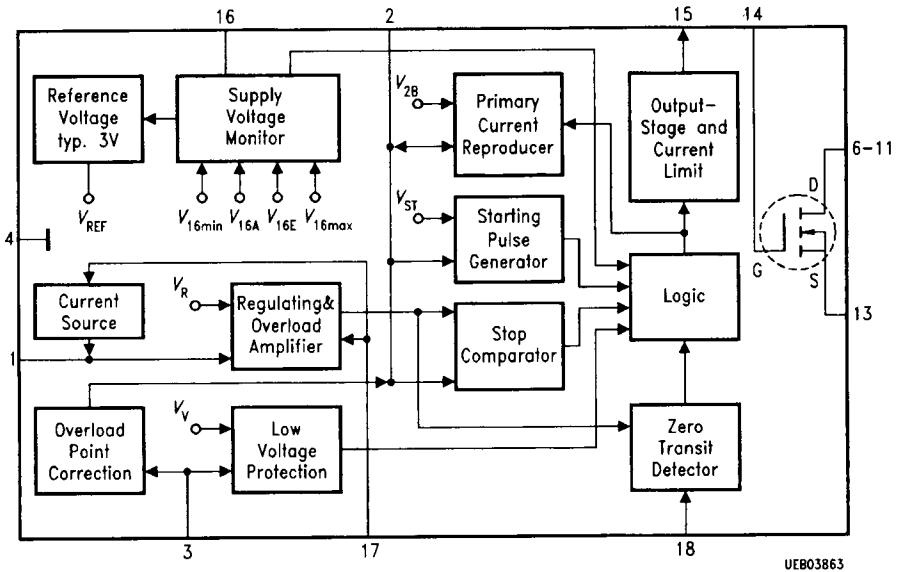 16
2
15
14
Reference
Voltage
typ. 3V
Supply
Voltage
Monitor
V2B
Primary
Current
Reproducer
Output-
Stage and
Current
Limit
6-11
VREF
V16min
V16A
V16E
V16max
VST
Starting
Pulse
Generator
D
G
S
4
Current
Source
VR
Regulating&
Overload
Amplifier
Stop
Comparator
Logic
13
1
Overload
Point
Correction
VV
Low
Voltage
Protection
Zero
Transit
Detector
3
17
18
UEB03863